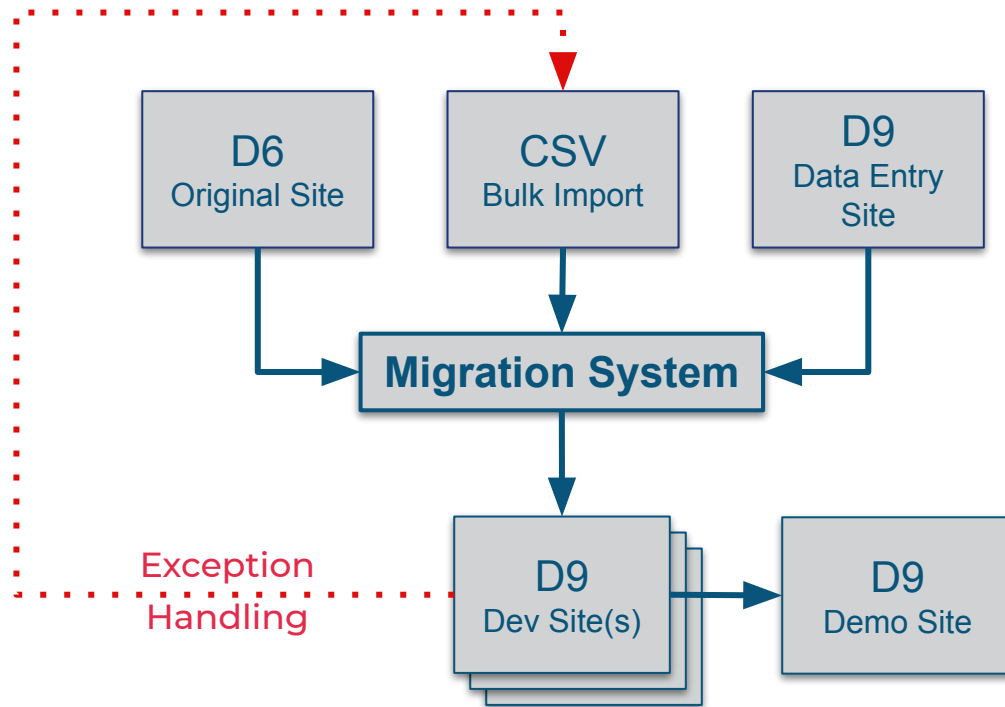 D6
Original Site
CSV
Bulk Import
D9
Data Entry
Site
Migration System
Exception
Handling
D9
Dev Site(s)
D9
Demo Site